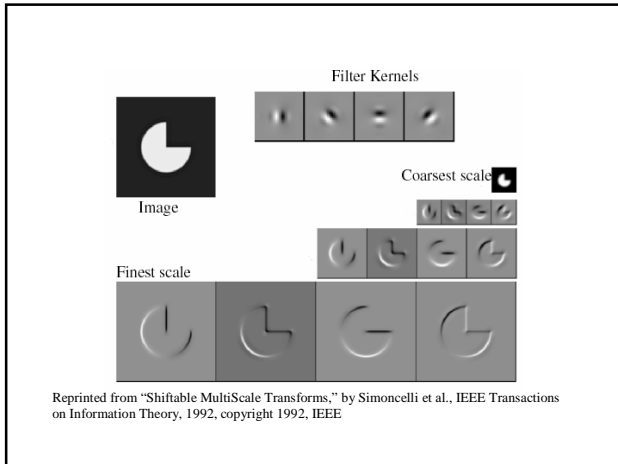 Filter Kernels
Coarsest scale
Image
Finest scale
Reprinted from “Shiftable MultiScale Transforms,” by Simoncelli et al., IEEE Transactions
on Information Theory, 1992, copyright 1992, IEEE